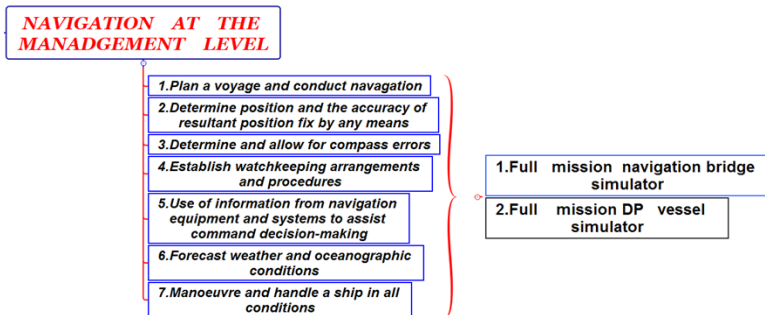 NAVIGATION AT THE
MANADGEMENT LEVEL
1.Plan a voyage and conduct navagation
2.Determine position and the accuracy of
resultant position fix by any means
3.Determine and allow for compass errors
4.Establish watchkeeping arrangements
and procedures
5.Use of information from navigation
equipment and systems to assist
command decision-making
6.Forecast weather and oceanographic
conditions
7.Manoeuvre and handle a ship in all
conditions
1.Full mission navigation bridge
simulator
2.Full mission DP vessel
simulator